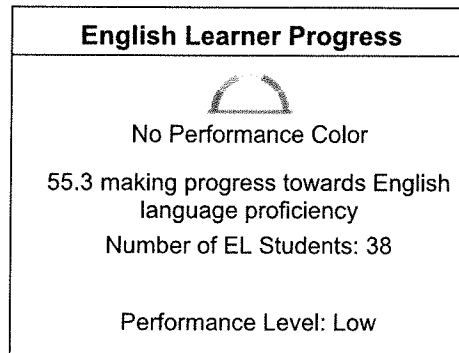 English Learner Progress
No Performance Color
55.3 making progress towards English
language proficiency
Number of EL Students: 38
Performance Level: Low